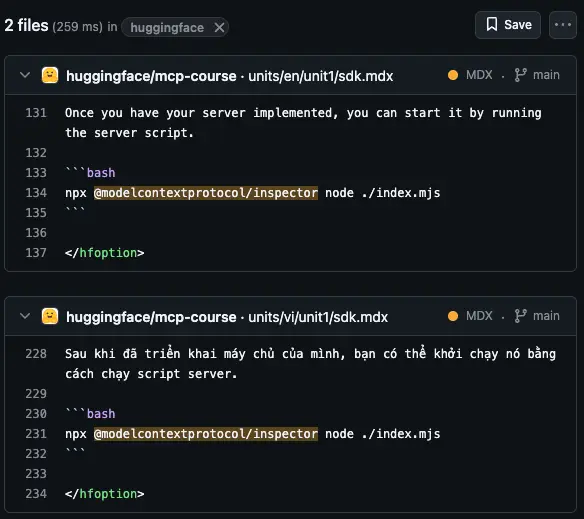 2 files (259 ms) in huggingface ✕
Save
...
huggingface/mcp-course · units/en/unit1/sdk.mdx MDX · main
131 Once you have your server implemented, you can start it by running
the server script.
132
133 ```bash
134 npx @modelcontextprotocol/inspector node ./index.mjs
135 ```
136
137 </hfoption>
huggingface/mcp-course · units/vi/unit1/sdk.mdx MDX · main
228 Sau khi đã triển khai máy chủ của mình, bạn có thể khởi chạy nó bằng
cách chạy script server.
229
230 ```bash
231 npx @modelcontextprotocol/inspector node ./index.mjs
232 ```
233
234 </hfoption>